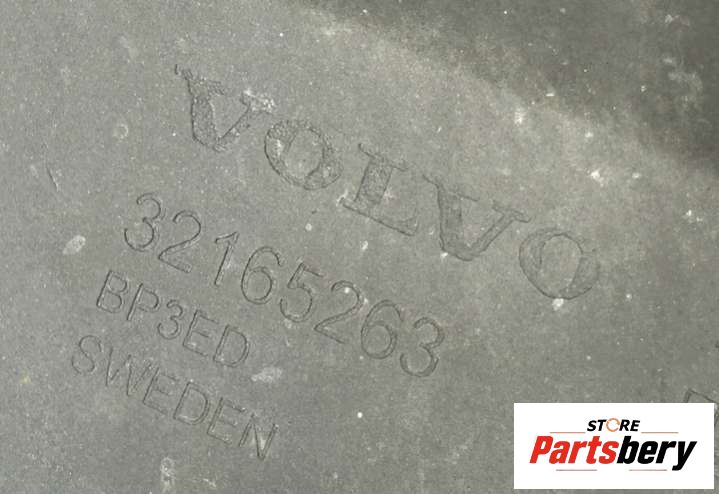 VOLVO
32165263
BP3ED
SWEDEN
STORE
Partsbery